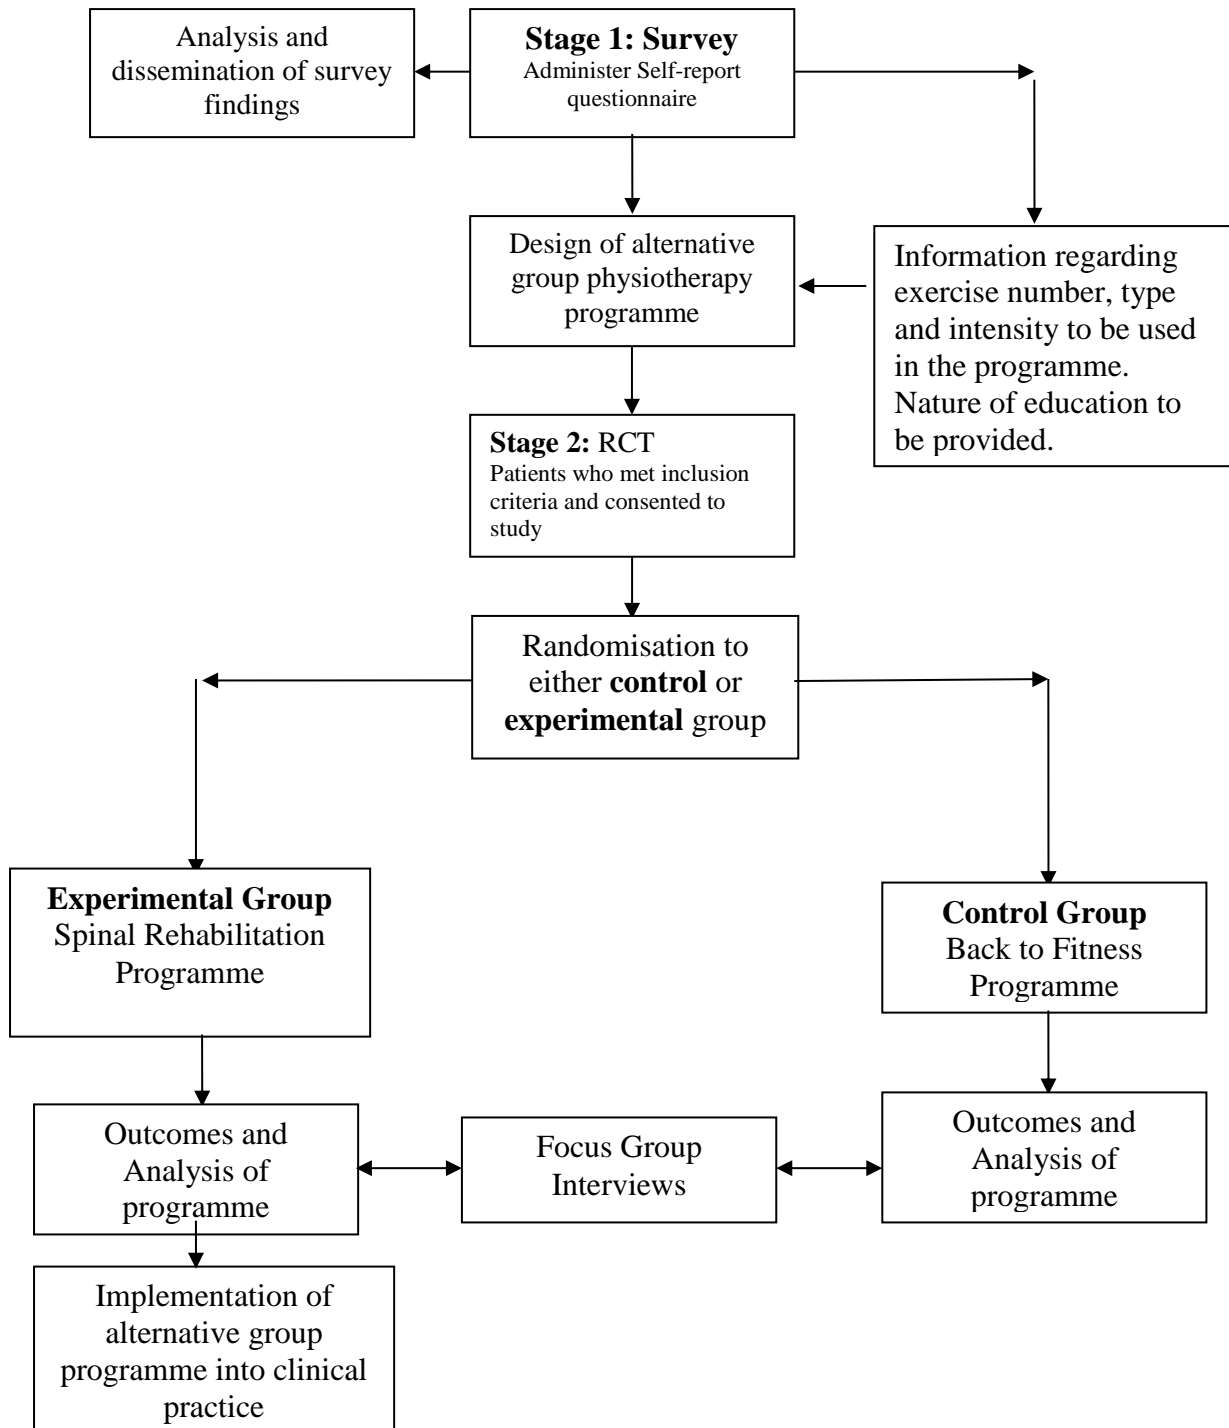 Analysis and
dissemination of survey
findings
Stage 1: Survey
Administer Self-report
questionnaire
Design of alternative
group physiotherapy
programme
Information regarding
exercise number, type
and intensity to be used
in the programme.
Nature of education to
be provided.
Stage 2: RCT
Patients who met inclusion
criteria and consented to
study
Randomisation to
either control or
experimental group
Experimental Group
Spinal Rehabilitation
Programme
Control Group
Back to Fitness
Programme
Outcomes and
Analysis of
programme
Focus Group
Interviews
Outcomes and
Analysis of
programme
Implementation of
alternative group
programme into clinical
practice